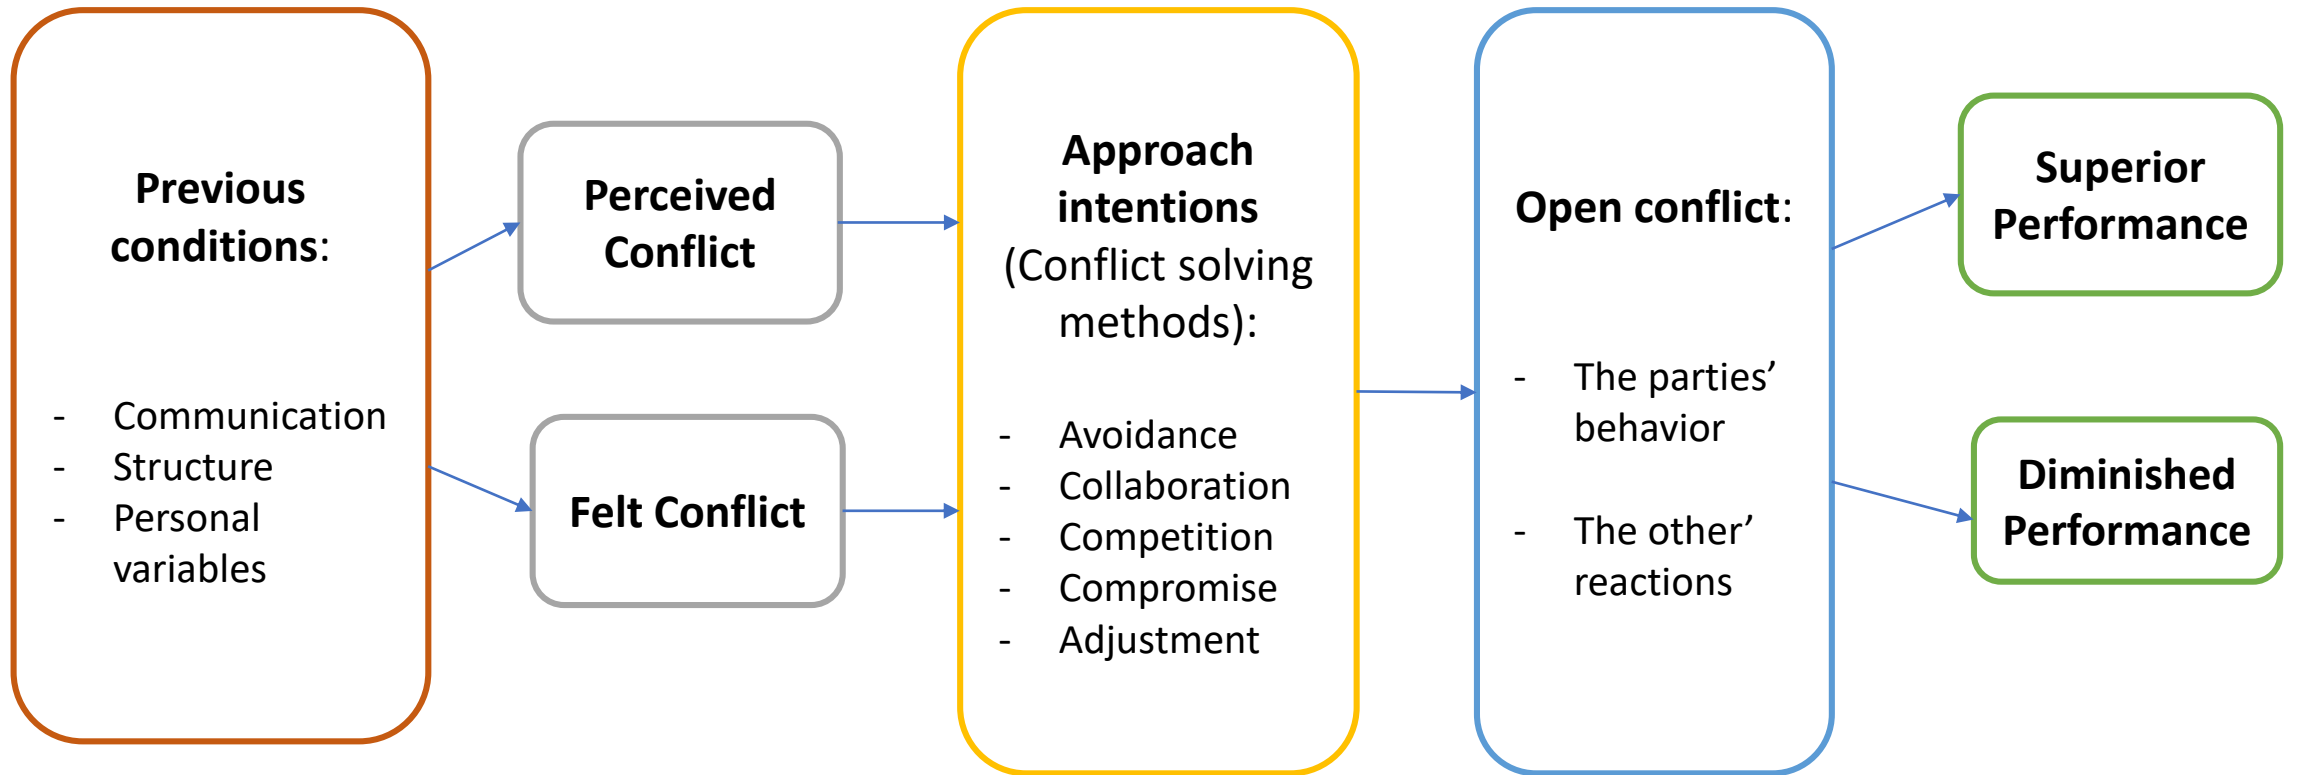 Previous
conditions:
- Communication
- Structure
- Personal
variables
Perceived
Conflict
Felt Conflict
Approach
intentions
(Conflict solving
methods):
- Avoidance
- Collaboration
- Competition
- Compromise
- Adjustment
Open conflict:
- The parties’
behavior
- The other’
reactions
Superior
Performance
Diminished
Performance